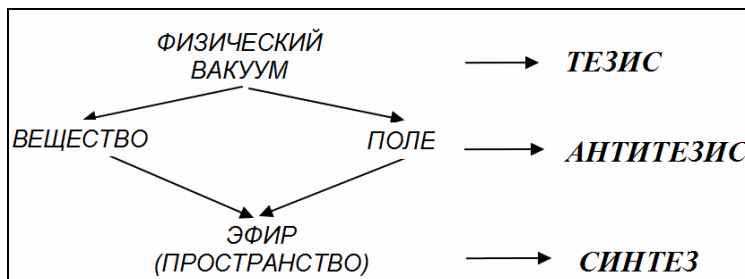 ФИЗИЧЕСКИЙ
ВАКУУМ
ТЕЗИС
ВЕЩЕСТВО
ПОЛЕ
АНТИТЕЗИС
ЭФИР
(ПРОСТРАНСТВО)
СИНТЕЗ